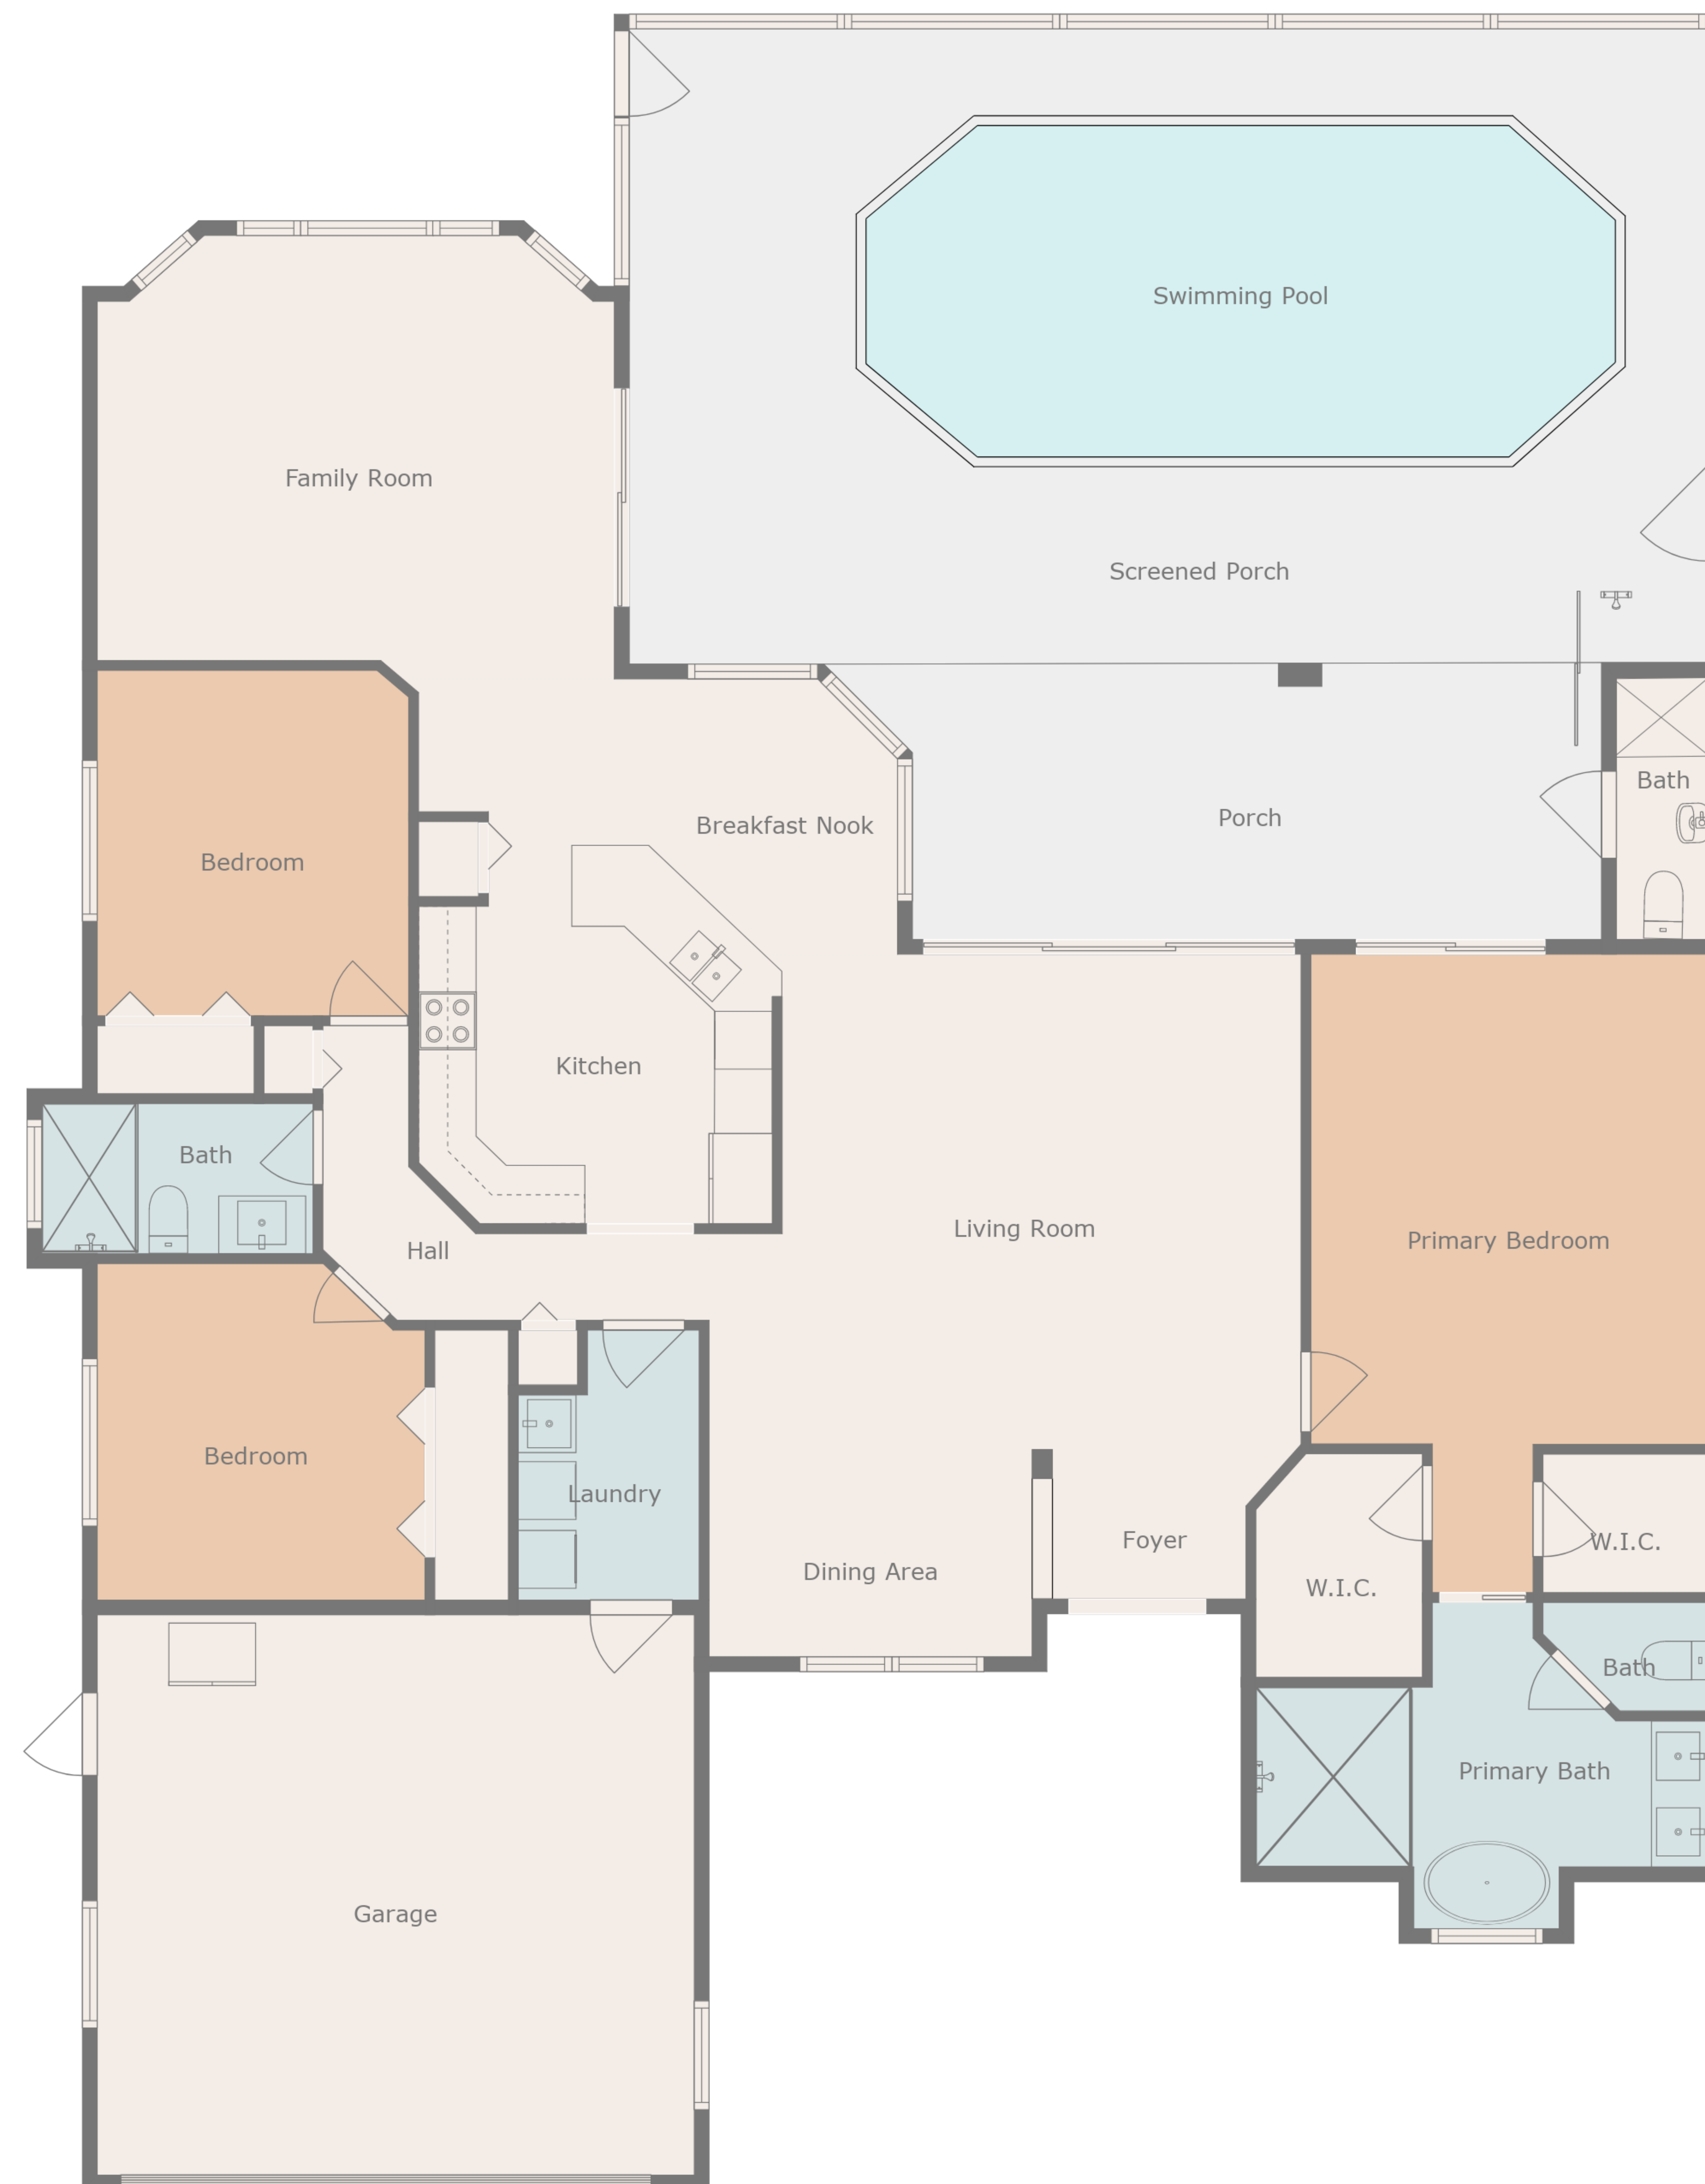 Swimming Pool
Family Room
Screened Porch
Bath
Porch
Breakfast Nook
Bedroom
Kitchen
Bath
Living Room
Primary Bedroom
Hall
Bedroom
Laundry
Foyer
W.I.C.
Dining Area
W.I.C.
Bath
Primary Bath
Garage